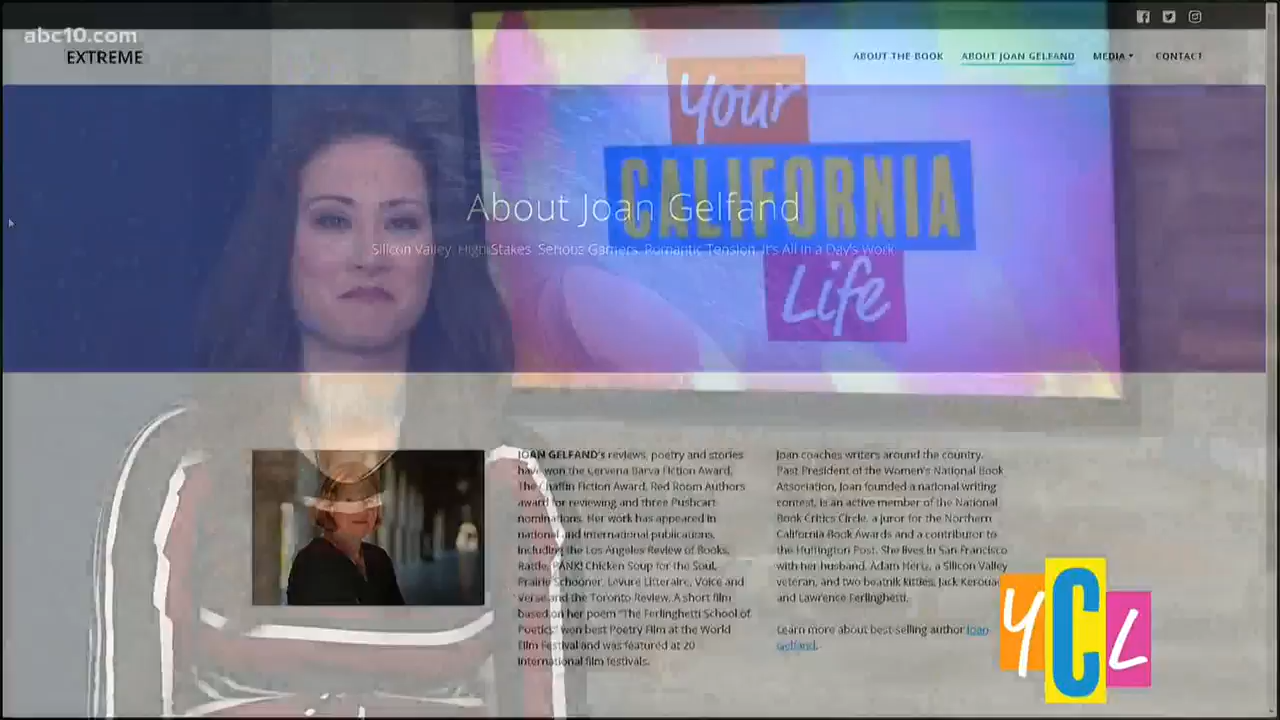 abc10.com
EXTREME
ABOUT THE BOOK
ABOUT JOAN GELFAND
MEDIA
CONTACT
Your
CALIFORNIA
Life
About Joan Gelfand
Silicon Valley. High Stakes. Serious Gamers. Romantic Tension. It's All in a Day's Work
JOAN GELFAND's reviews, poetry and stories
have won the Cervena Barva Fiction Award,
The Chaffin Fiction Award, Red Room Authors
award for reviewing and three Pushcart
nominations. Her work has appeared in
national and international publications,
including the Los Angeles Review of Books,
Rattle, PANK! Chicken Soup for the Soul,
Prairie Schooner, Levure Litteraire, Voice and
Verse and the Toronto Review. A short film
based on her poem "The Ferlinghetti School of
Poetics," won best Poetry Film at the World
Film Festival and was featured at 20
international film festivals.
Joan coaches writers around the country.
Past President of the Women's National Book
Association, Joan founded a national writing
contest, is an active member of the National
Book Critics Circle, a juror for the Northern
California Book Awards and a contributor to
the Huffington Post. She lives in San Francisco
with her husband, Adam Hertz, a Silicon Valley
veteran, and two beatnik kitties, Jack Kerouac
and Lawrence Ferlinghetti.
Learn more about best-selling author Joan
Gelfand.
YCL